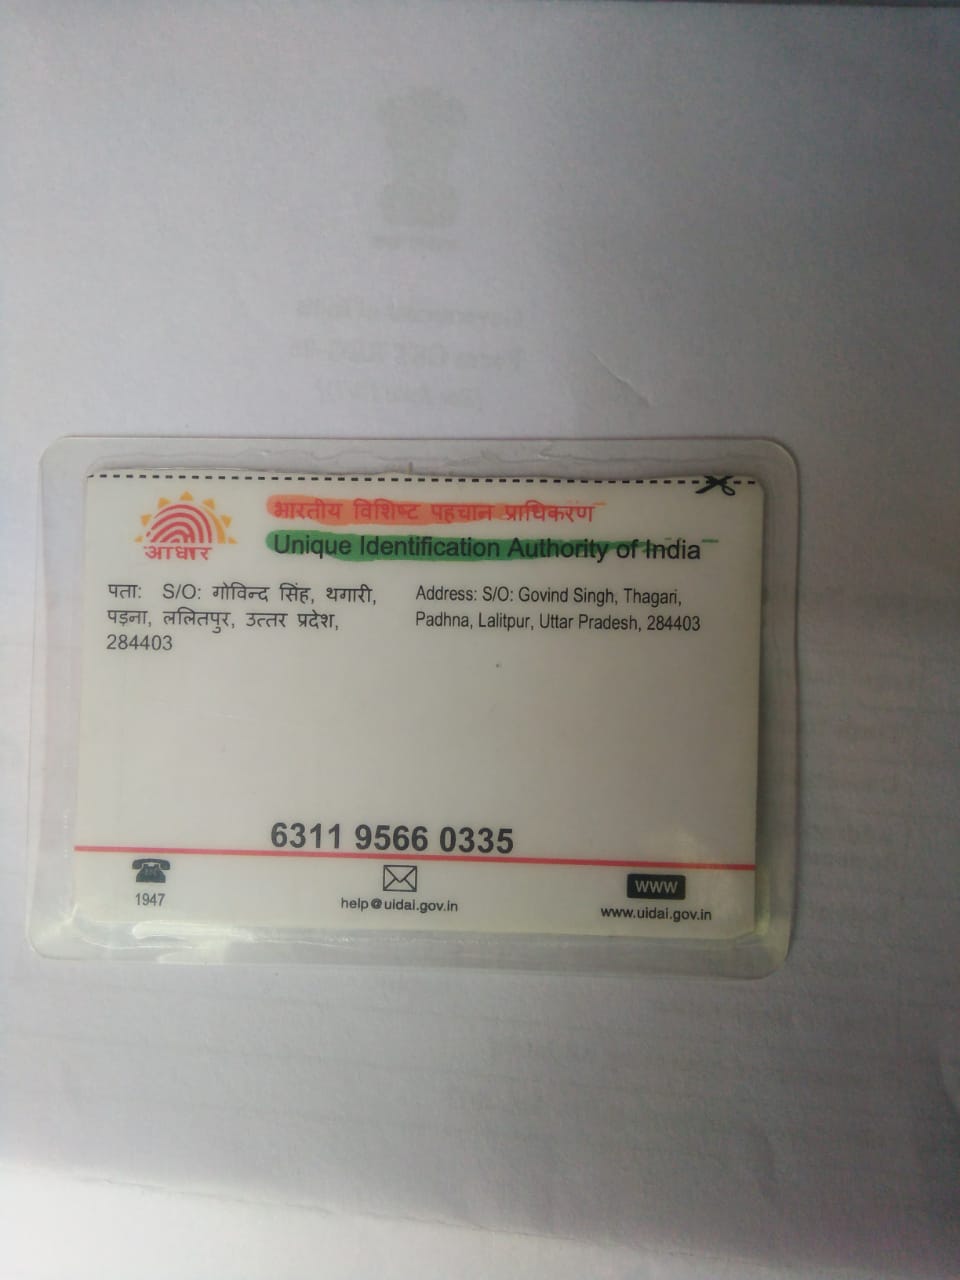 आधार
भारतीय विशिष्ट पहचान प्राधिकरण
Unique Identification Authority of India
पता: S/O: गोविन्द सिंह, थगारी,
पड़ना, ललितपुर, उत्तर प्रदेश,
284403
Address: S/O: Govind Singh, Thagari,
Padhna, Lalitpur, Uttar Pradesh, 284403
6311 9566 0335
1947
help@uidai.gov.in
WWW
www.uidai.gov.in